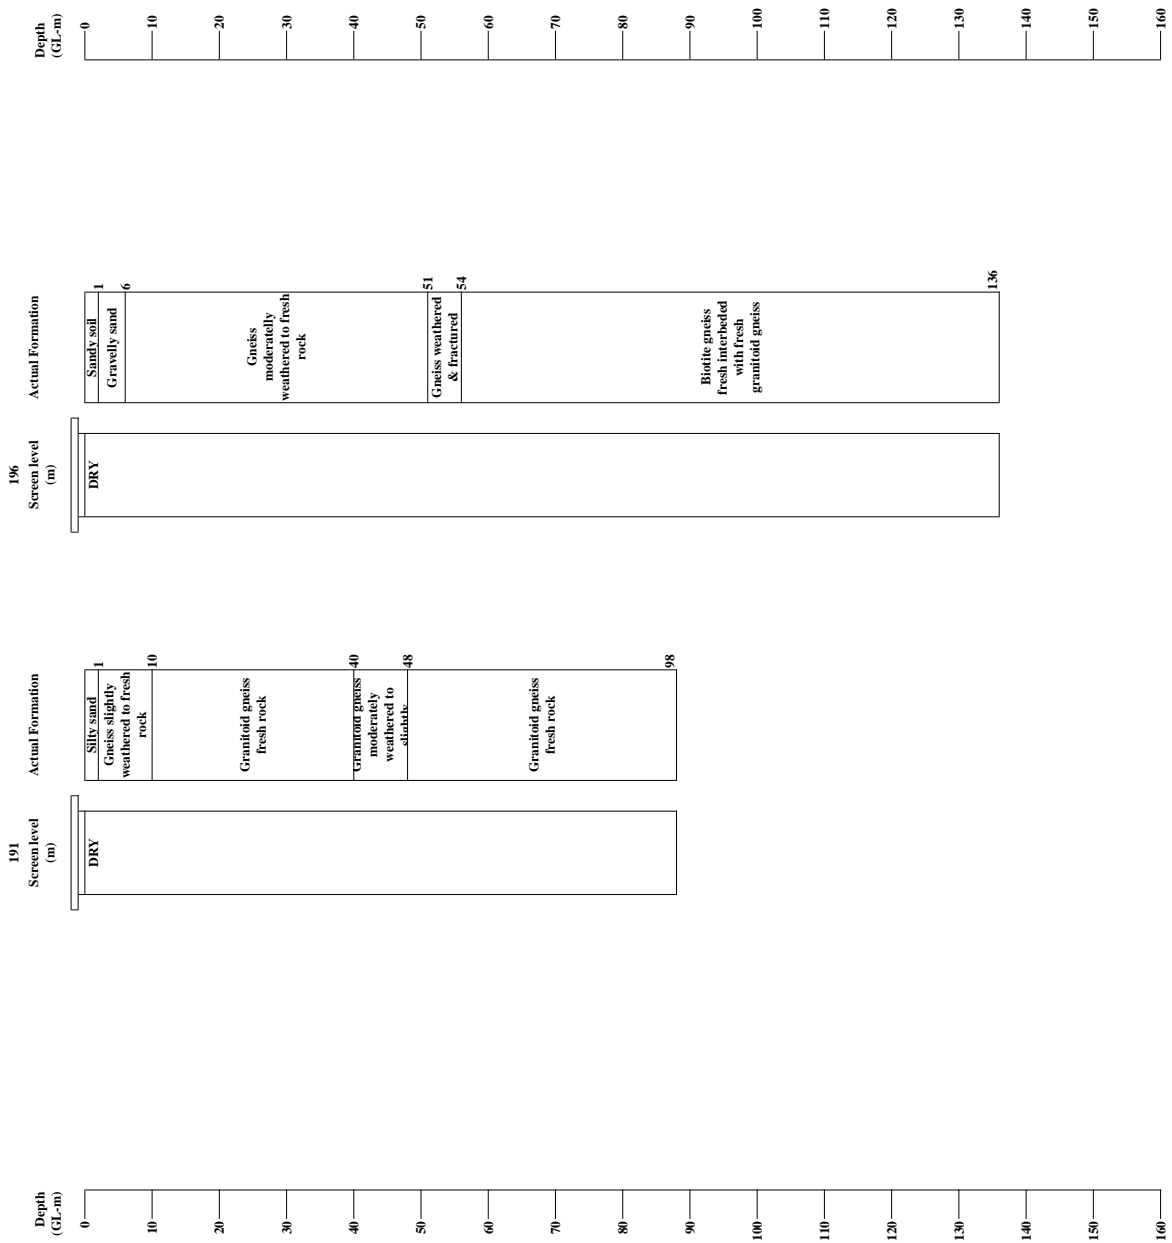 Depth
(GL-m)
0
10
20
30
40
50
60
70
80
90
100
110
120
130
140
150
160
191
Screen level
(m)
DRY
Actual Formation
Silty sand
1
Gneiss slightly
weathered to fresh
rock
10
Granitoid gneiss
fresh rock
40
Granitoid gneiss
moderately
weathered to
slightly
48
Granitoid gneiss
fresh rock
98
196
Screen level
(m)
DRY
Actual Formation
Sandy soil
1
Gravelly sand
6
Gneiss
moderatelly
weathered to fresh
rock
51
Gneiss weathered
& fractured
54
Biotite gneiss
fresh interbeded
with fresh
granitoid gneiss
136
Depth
(GL-m)
0
10
20
30
40
50
60
70
80
90
100
110
120
130
140
150
160